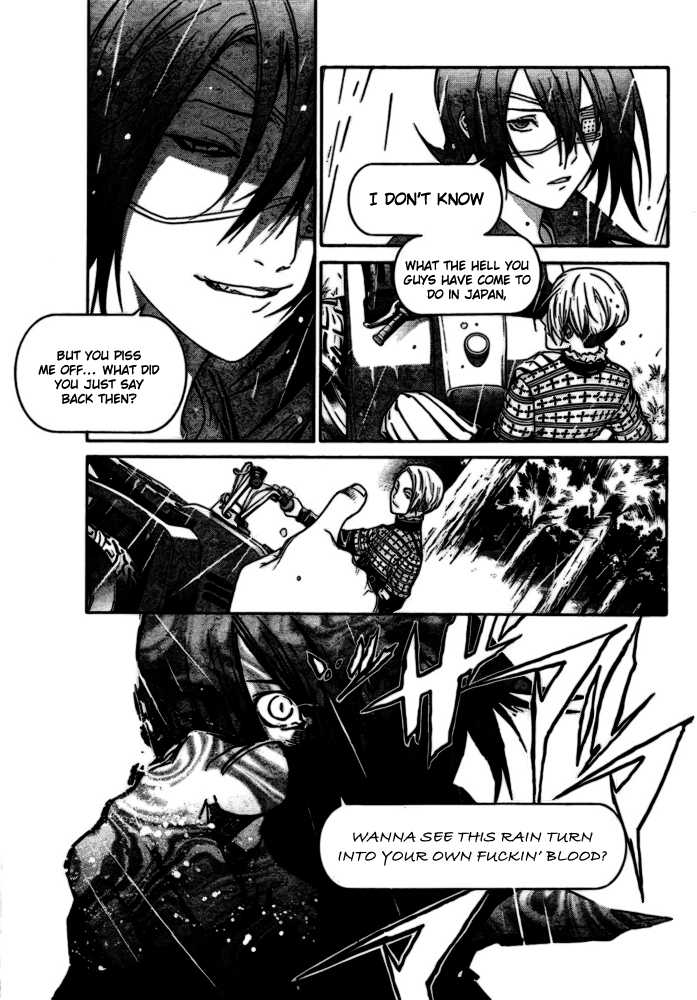 I DON'T KNOW
WHAT THE HELL YOU
GUYS HAVE COME TO
DO IN JAPAN,
BUT YOU PISS
ME OFF... WHAT DID
YOU JUST SAY
BACK THEN?
WANNA SEE THIS RAIN TURN
INTO YOUR OWN FUCKIN' BLOOD?